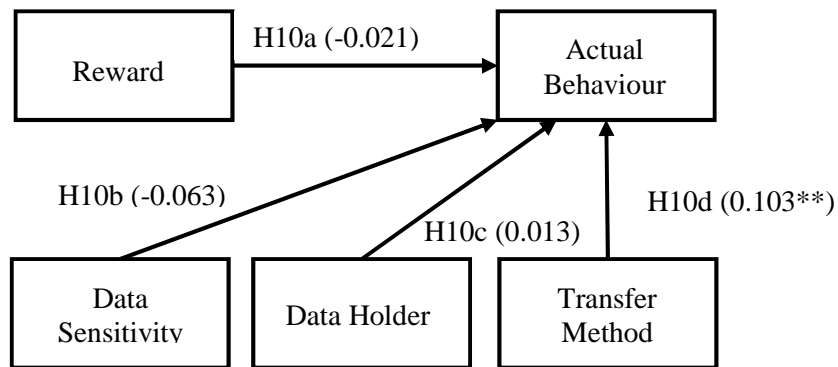 H10a (-0.021)
Reward
Actual
Behaviour
H10b (-0.063)
H10c (0.013)
H10d (0.103**)
Data
Sensitivity
Data Holder
Transfer
Method